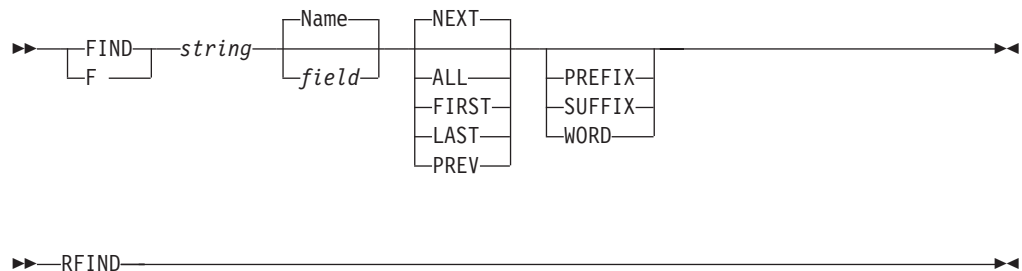 Name NEXT
FIND string
F field ALL PREFIX
FIRST SUFFIX
LAST WORD
PREV
RFIND